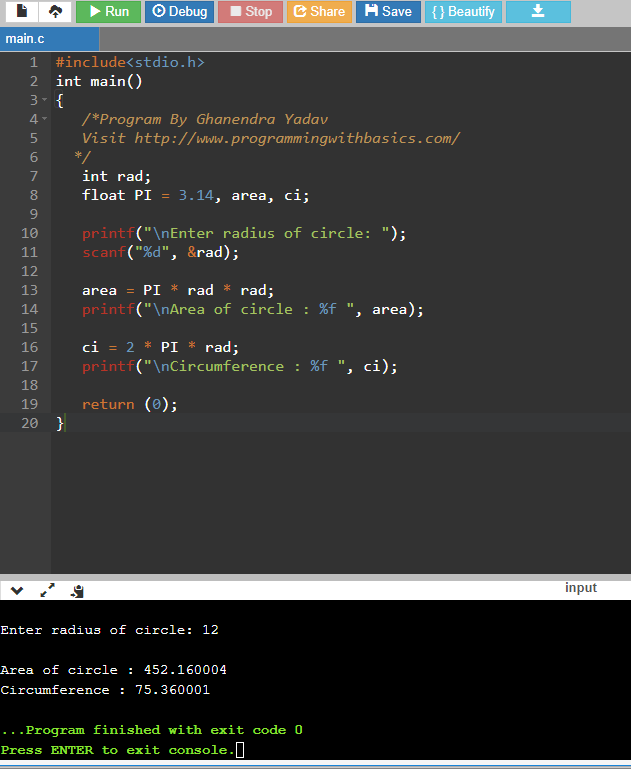 Run Debug Stop Share Save { } Beautify
main.c
1 #include<stdio.h>
2 int main()
3 {
4 /*Program By Ghanendra Yadav
5 Visit http://www.programmingwithbasics.com/
6 */
7 int rad;
8 float PI = 3.14, area, ci;
9
10 printf("\nEnter radius of circle: ");
11 scanf("%d", &rad);
12
13 area = PI * rad * rad;
14 printf("\nArea of circle : %f ", area);
15
16 ci = 2 * PI * rad;
17 printf("\nCircumference : %f ", ci);
18
19 return (0);
20 }
input
Enter radius of circle: 12
Area of circle : 452.160004
Circumference : 75.360001
...Program finished with exit code 0
Press ENTER to exit console.